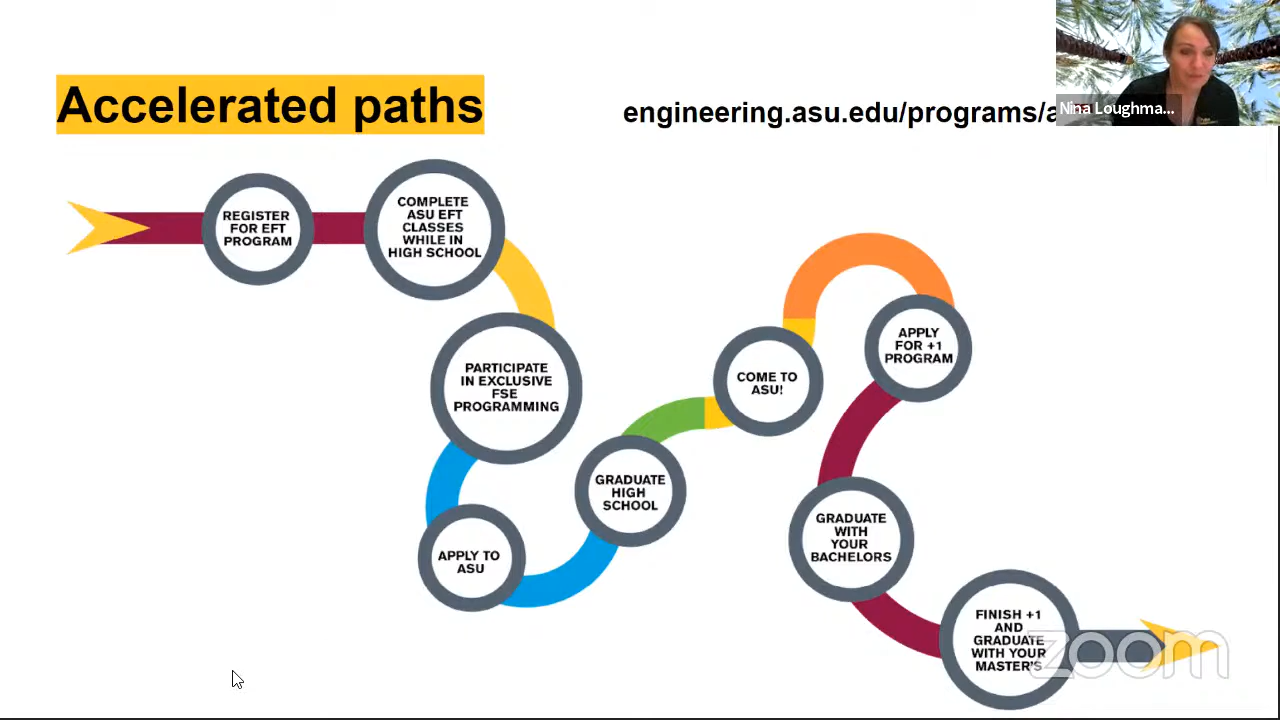 Accelerated paths
engineering.asu.edu/programs/a
Nina Loughma...
REGISTER
FOR EFT
PROGRAM
COMPLETE
ASU EFT
CLASSES
WHILE IN
HIGH SCHOOL
PARTICIPATE
IN EXCLUSIVE
FSE
PROGRAMMING
APPLY TO
ASU
GRADUATE
HIGH
SCHOOL
COME TO
ASU!
APPLY
FOR +1
PROGRAM
GRADUATE
WITH
YOUR
BACHELORS
FINISH +1
AND
GRADUATE
WITH YOUR
MASTER'S
zoom